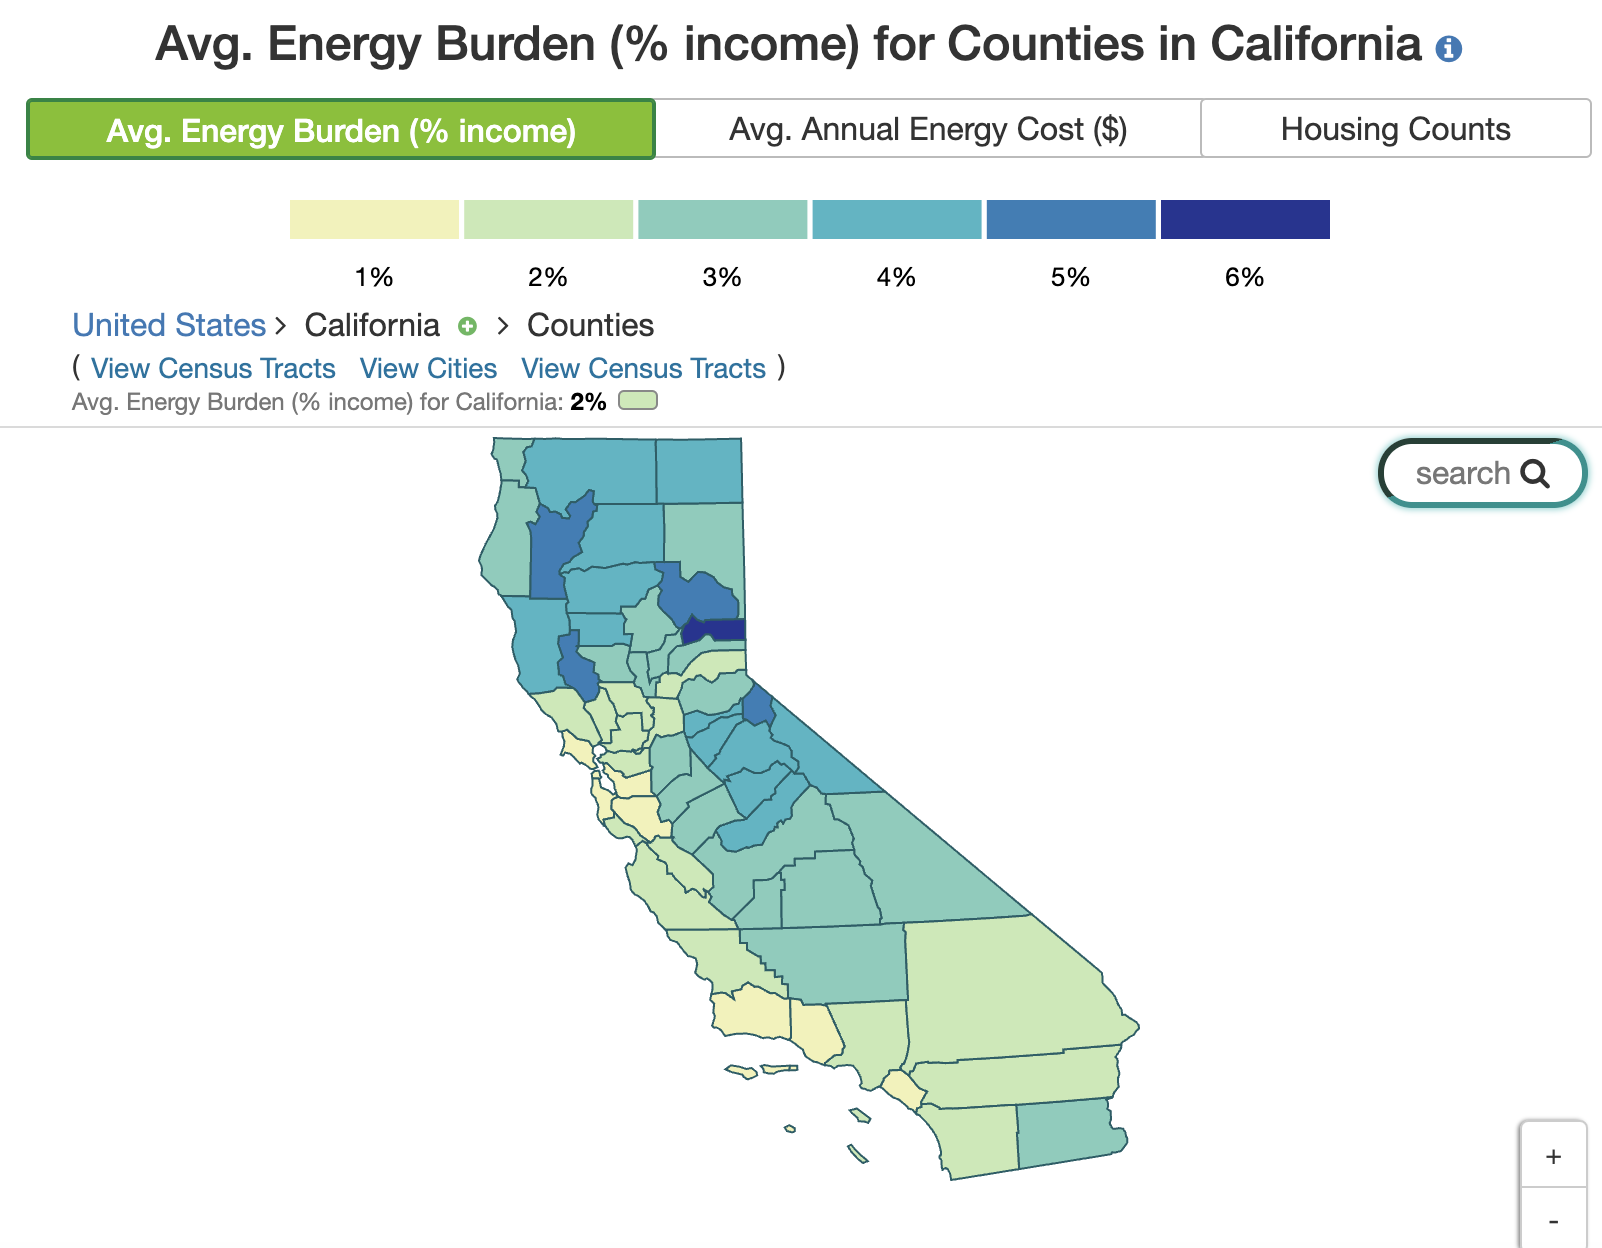 Avg. Energy Burden (% income) for Counties in California
Avg. Energy Burden (% income) Avg. Annual Energy Cost ($) Housing Counts
1% 2% 3% 4% 5% 6%
United States > California > Counties
( View Census Tracts View Cities View Census Tracts )
Avg. Energy Burden (% income) for California: 2%
search
+
-